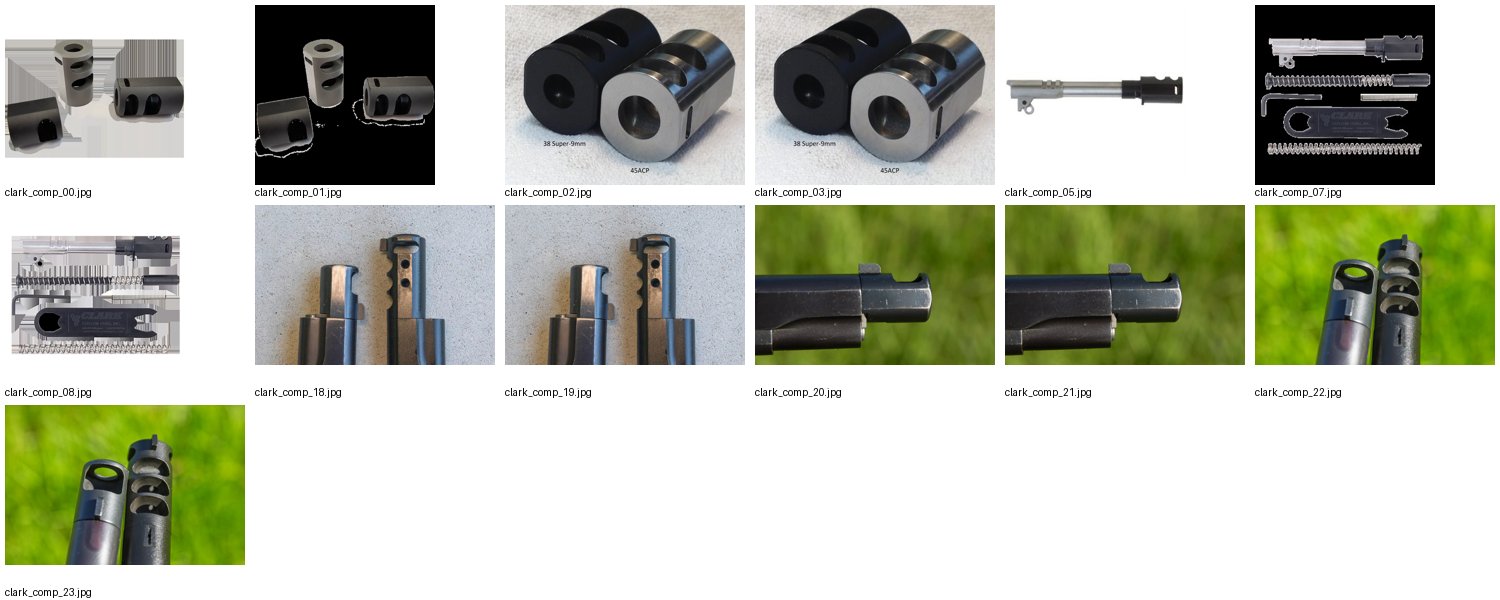 38 Super-9mm
45ACP
38 Super-9mm
45ACP
clark_comp_00.jpg
clark_comp_01.jpg
clark_comp_02.jpg
clark_comp_03.jpg
clark_comp_05.jpg
CLARK
clark_comp_07.jpg
CLARK
clark_comp_08.jpg
clark_comp_18.jpg
clark_comp_19.jpg
clark_comp_20.jpg
clark_comp_21.jpg
clark_comp_22.jpg
clark_comp_23.jpg